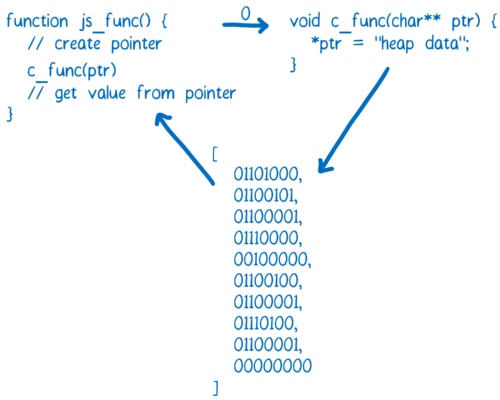 function js_func() {
// create pointer
c_func(ptr)
// get value from pointer
}
0
void c_func(char** ptr) {
*ptr = "heap data";
}
[
01101000,
01100101,
01100001,
01110000,
00100000,
01100100,
01100001,
01110100,
01100001,
00000000
]